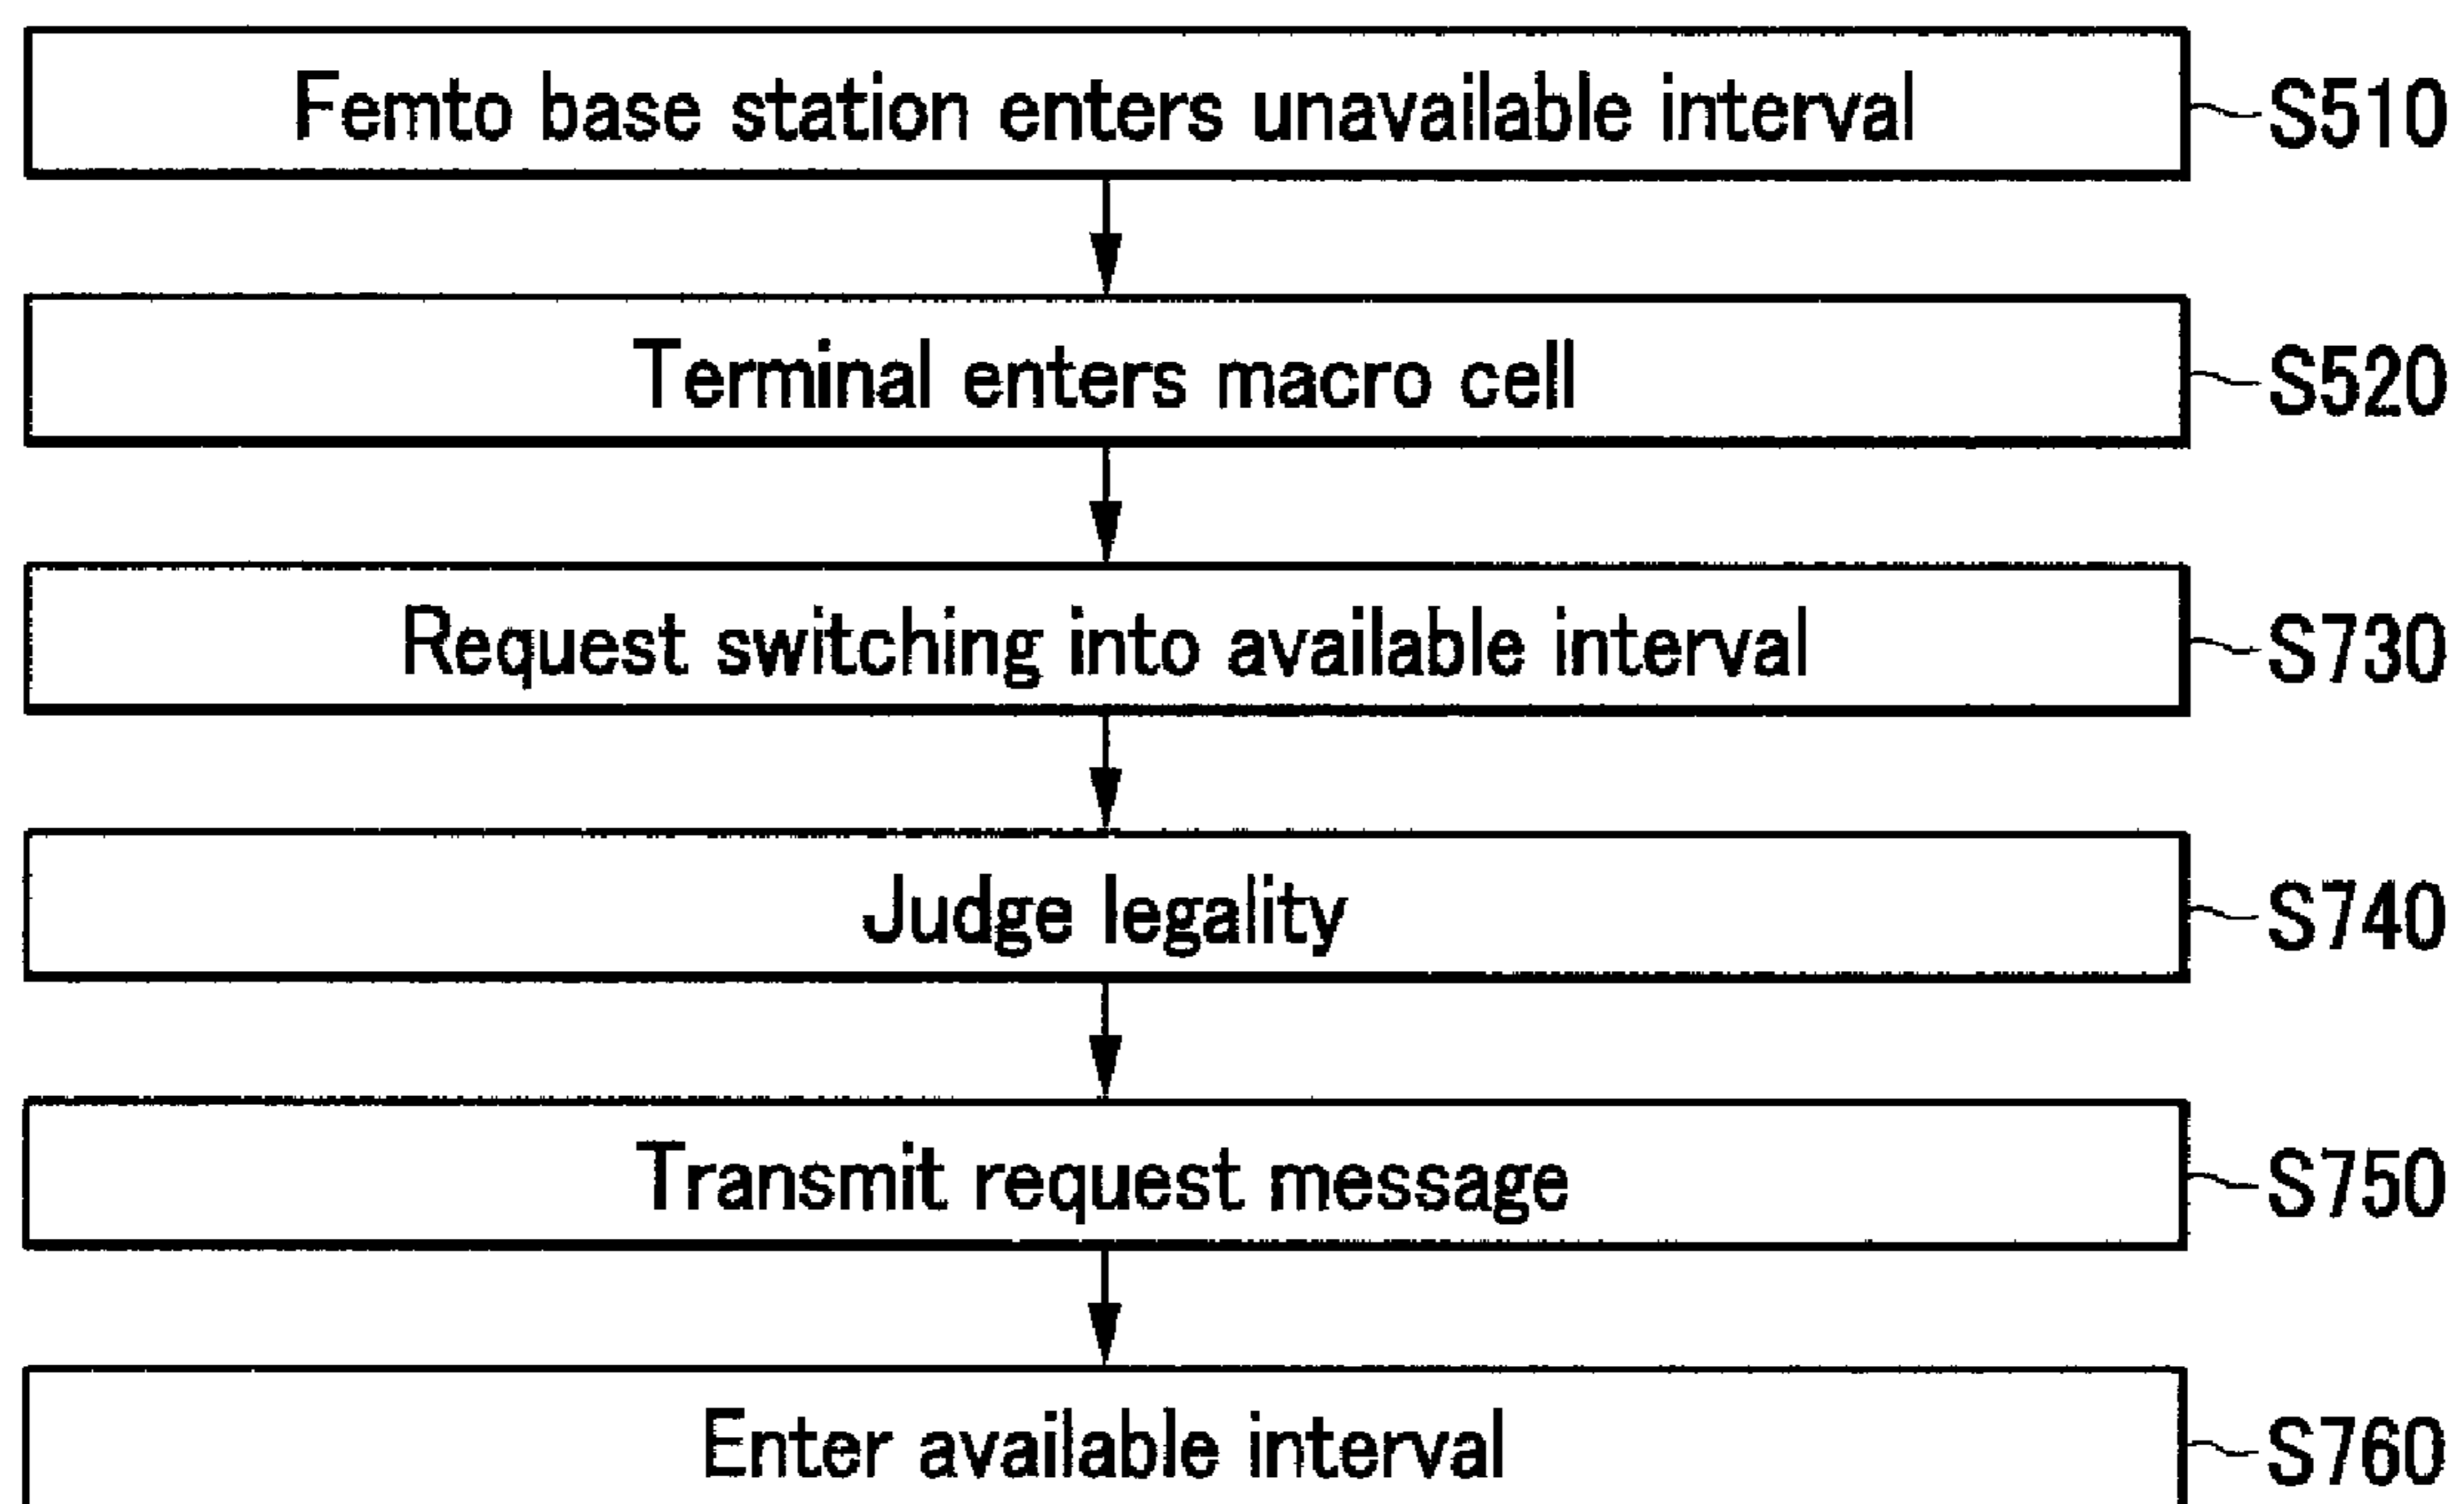 Femto base station enters unavailable interval S510
Terminal enters macro cell S520
Request switching into available interval S730
Judge legality S740
Transmit request message S750
Enter available interval S760